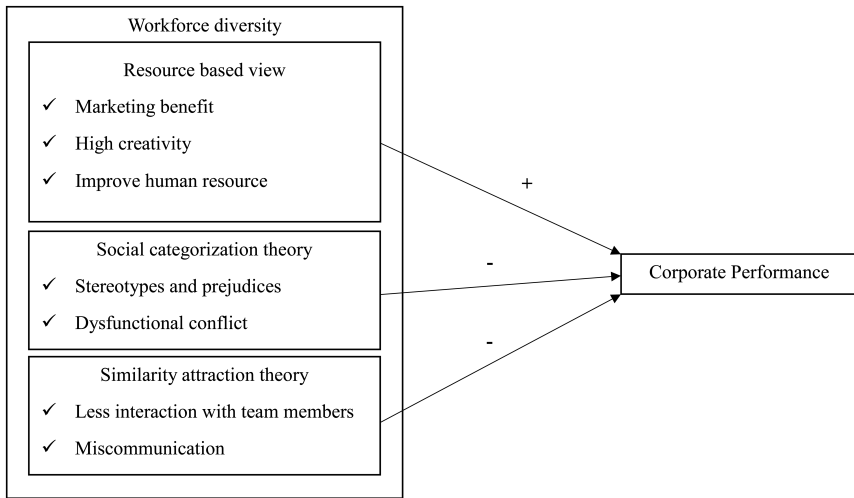 Workforce diversity
Resource based view
✓ Marketing benefit
✓ High creativity
✓ Improve human resource
+
Social categorization theory
✓ Stereotypes and prejudices
✓ Dysfunctional conflict
-
Corporate Performance
Similarity attraction theory
✓ Less interaction with team members
✓ Miscommunication
-